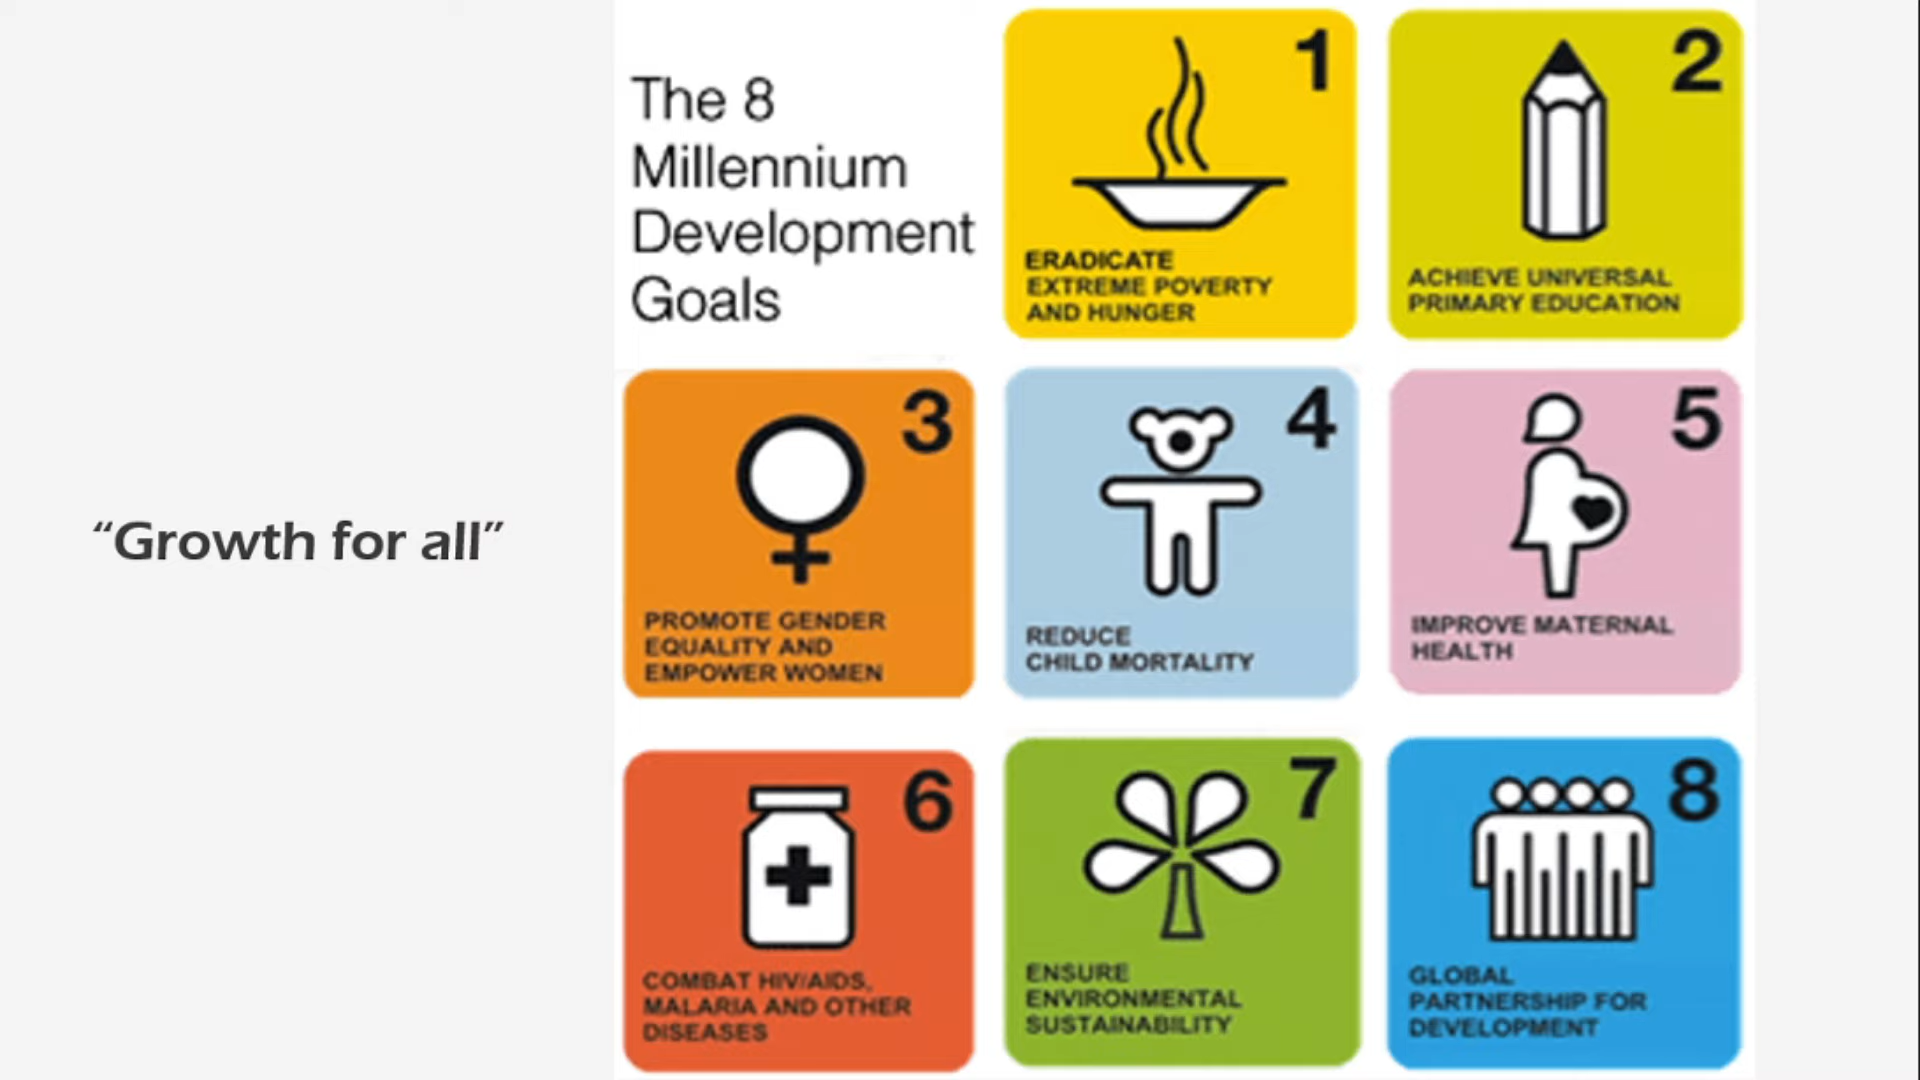 “Growth for all”
The 8
Millennium
Development
Goals
1
ERADICATE
EXTREME POVERTY
AND HUNGER
2
ACHIEVE UNIVERSAL
PRIMARY EDUCATION
3
PROMOTE GENDER
EQUALITY AND
EMPOWER WOMEN
4
REDUCE
CHILD MORTALITY
5
IMPROVE MATERNAL
HEALTH
6
COMBAT HIV/AIDS,
MALARIA AND OTHER
DISEASES
7
ENSURE
ENVIRONMENTAL
SUSTAINABILITY
8
GLOBAL
PARTNERSHIP FOR
DEVELOPMENT